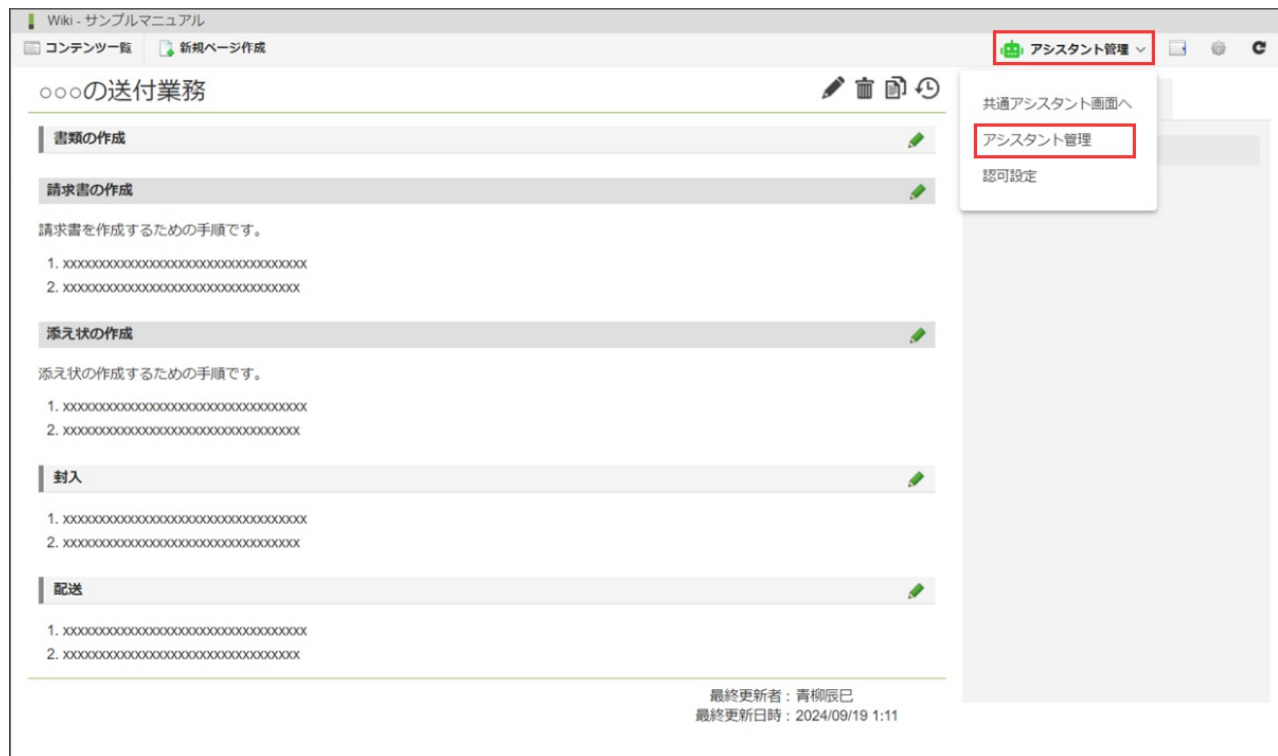 Wiki - サンプルマニュアル
コンテンツ一覧 新規ページ作成 アシスタント管理
○○○の送付業務
共通アシスタント画面へ
アシスタント管理
認可設定
書類の作成
請求書の作成
請求書を作成するための手順です。
1. xxxxxxxxxxxxxxxxxxxxxxxxxxxxxxxxxx
2. xxxxxxxxxxxxxxxxxxxxxxxxxxxxxxxxx
添え状の作成
添え状の作成するための手順です。
1. xxxxxxxxxxxxxxxxxxxxxxxxxxxxxxxxxx
2. xxxxxxxxxxxxxxxxxxxxxxxxxxxxxxxxx
封入
1. xxxxxxxxxxxxxxxxxxxxxxxxxxxxxxxxxx
2. xxxxxxxxxxxxxxxxxxxxxxxxxxxxxxxxx
配送
1. xxxxxxxxxxxxxxxxxxxxxxxxxxxxxxxxxx
2. xxxxxxxxxxxxxxxxxxxxxxxxxxxxxxxxx
最終更新者：青柳辰巳
最終更新日時：2024/09/19 1:11